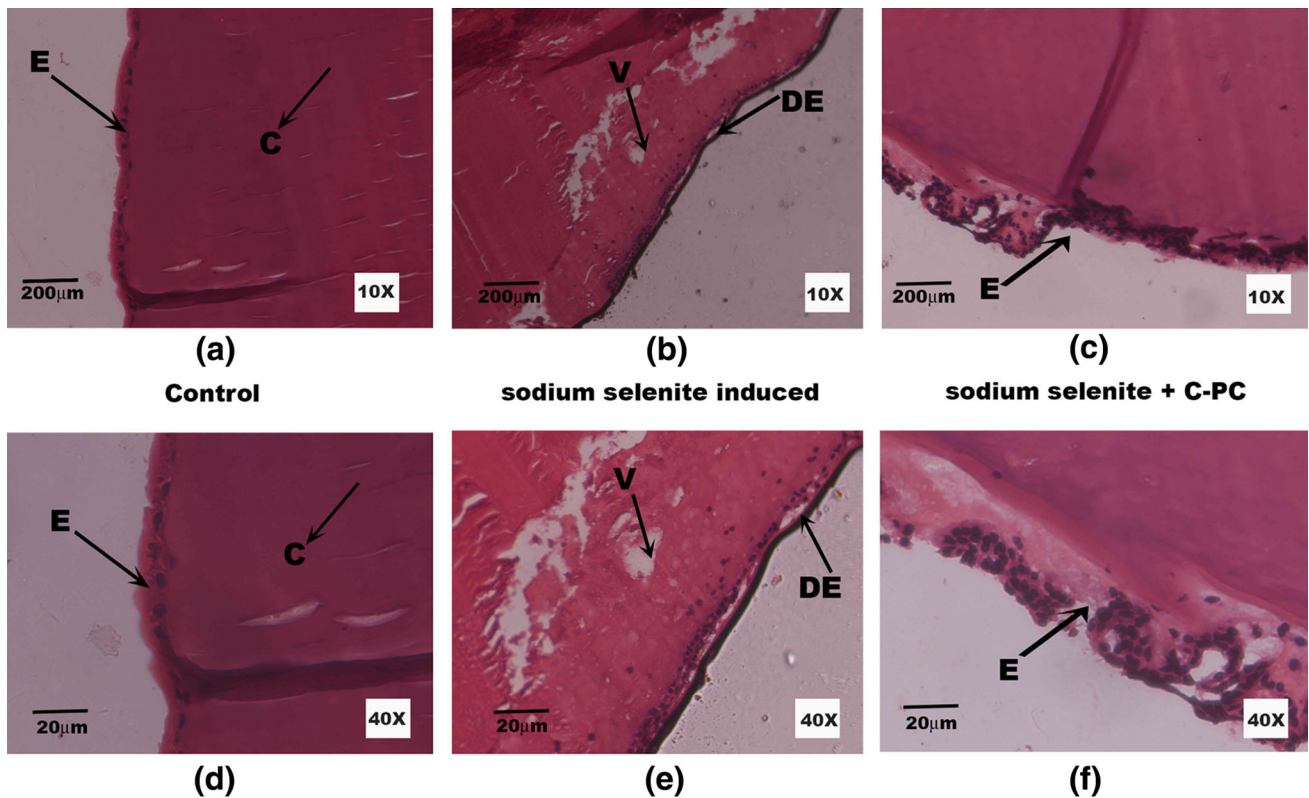 E
C
200μm
10X
V
DE
200μm
10X
E
200μm
10X
(a)
(b)
(c)
Control
sodium selenite induced
sodium selenite + C-PC
E
C
20μm
40X
V
DE
20μm
40X
E
20μm
40X
(d)
(e)
(f)